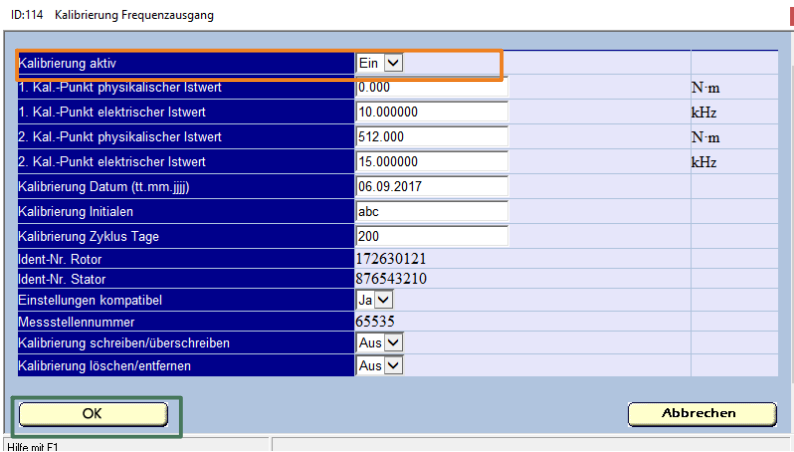 ID:114 Kalibrierung Frequenzausgang
Kalibrierung aktiv Ein
1. Kal.-Punkt physikalischer Istwert 0.000 N·m
1. Kal.-Punkt elektrischer Istwert 10.000000 kHz
2. Kal.-Punkt physikalischer Istwert 512.000 N·m
2. Kal.-Punkt elektrischer Istwert 15.000000 kHz
Kalibrierung Datum (tt.mm.jjjj) 06.09.2017
Kalibrierung Initialen abc
Kalibrierung Zyklus Tage 200
Ident-Nr. Rotor 172630121
Ident-Nr. Stator 876543210
Einstellungen kompatibel Ja
Messstellennummer 65535
Kalibrierung schreiben/überschreiben Aus
Kalibrierung löschen/entfernen Aus
OK Abbrechen
Hilfe mit F1